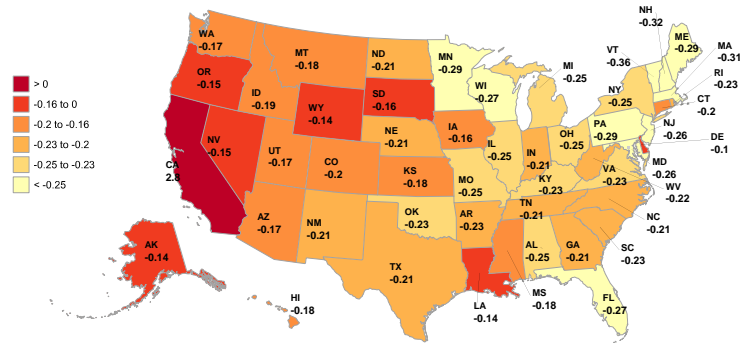 > 0
-0.16 to 0
-0.2 to -0.16
-0.23 to -0.2
-0.25 to -0.23
< -0.25
WA
-0.17
OR
-0.15
CA
2.8
NV
-0.15
ID
-0.19
MT
-0.18
WY
-0.14
UT
-0.17
AZ
-0.17
CO
-0.2
NM
-0.21
ND
-0.21
SD
-0.16
NE
-0.21
KS
-0.18
OK
-0.23
TX
-0.21
MN
-0.29
IA
-0.16
MO
-0.25
AR
-0.23
LA
-0.14
WI
-0.27
IL
-0.25
MI
-0.25
IN
-0.21
OH
-0.25
KY
-0.23
TN
-0.21
MS
-0.18
AL
-0.25
GA
-0.21
FL
-0.27
SC
-0.23
NC
-0.21
VA
-0.23
WV
-0.22
MD
-0.26
DE
-0.1
NJ
-0.26
PA
-0.29
NY
-0.25
CT
-0.2
RI
-0.23
MA
-0.31
VT
-0.36
NH
-0.32
ME
-0.29
AK
-0.14
HI
-0.18